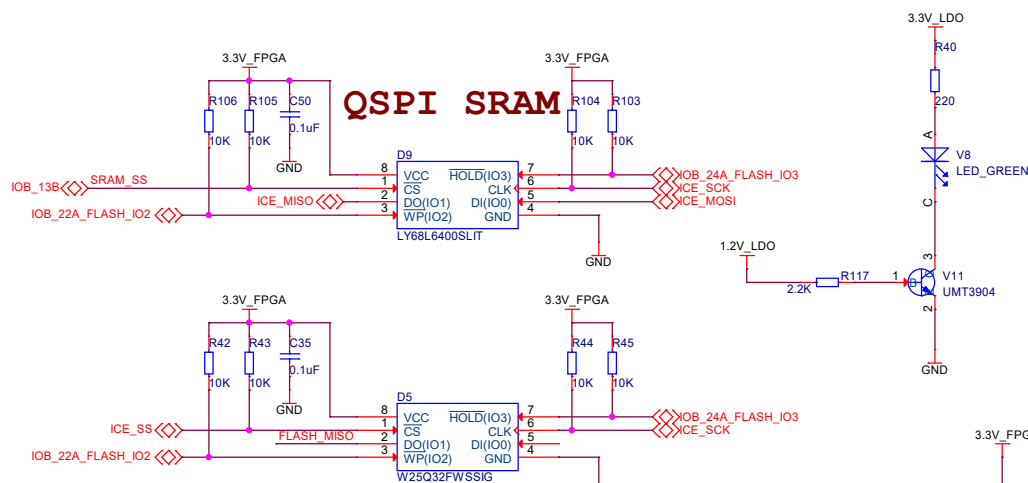 3.3V_LDO
R40
220
A
V8
LED_GREEN
C
3.3V_FPGA
R106
R105
C50
10K
10K
0.1uF
GND
QSPI SRAM
3.3V_FPGA
R104
R103
10K
10K
D9
8 VCC HOLD(IO3) 7 IOB_24A_FLASH_IO3
IOB_13B SRAM_SS 1 CS CLK 6 ICE_SCK
ICE_MISO 2 DO(IO1) DI(IO0) 5 ICE_MOSI
IOB_22A_FLASH_IO2 3 WP(IO2) GND 4
LY68L6400SLIT
GND
1.2V_LDO
2.2K
R117
1
B
3
C
V11
UMT3904
2
GND
3.3V_FPGA
R42
R43
C35
10K
10K
0.1uF
GND
3.3V_FPGA
R44
R45
10K
10K
D5
8 VCC HOLD(IO3) 7 IOB_24A_FLASH_IO3
ICE_SS 1 CS CLK 6 ICE_SCK
FLASH_MISO 2 DO(IO1) DI(IO0) 5
IOB_22A_FLASH_IO2 3 WP(IO2) GND 4
W25Q32FWSSIG
3.3V_FPG